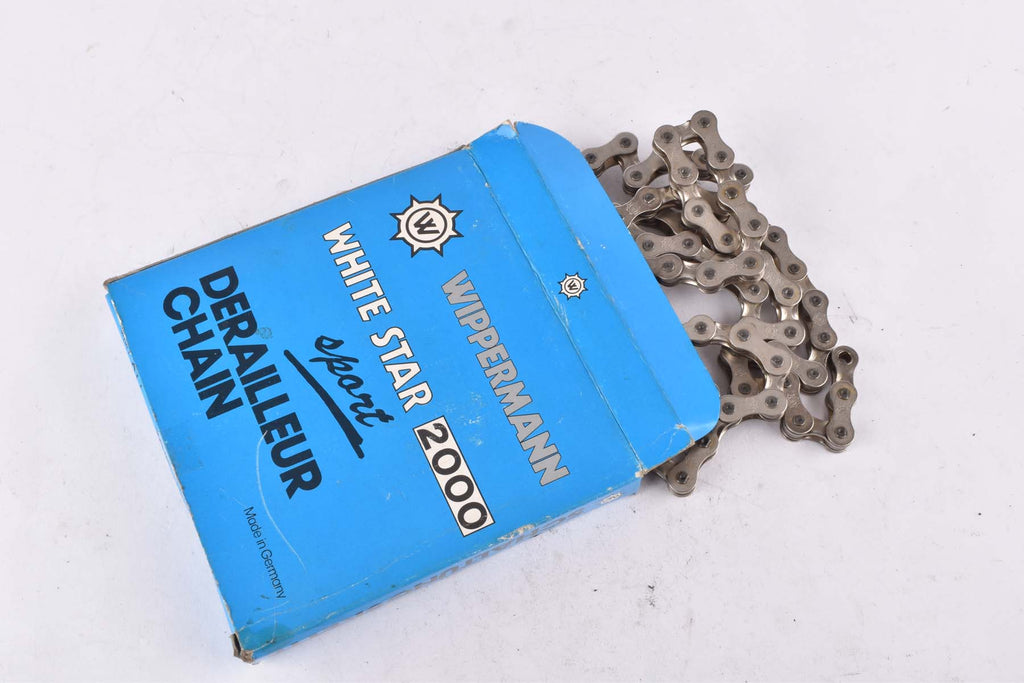 W
WIPPERMANN
WHITE STAR 2000
sport
DERAILLEUR
CHAIN
Made in Germany
W